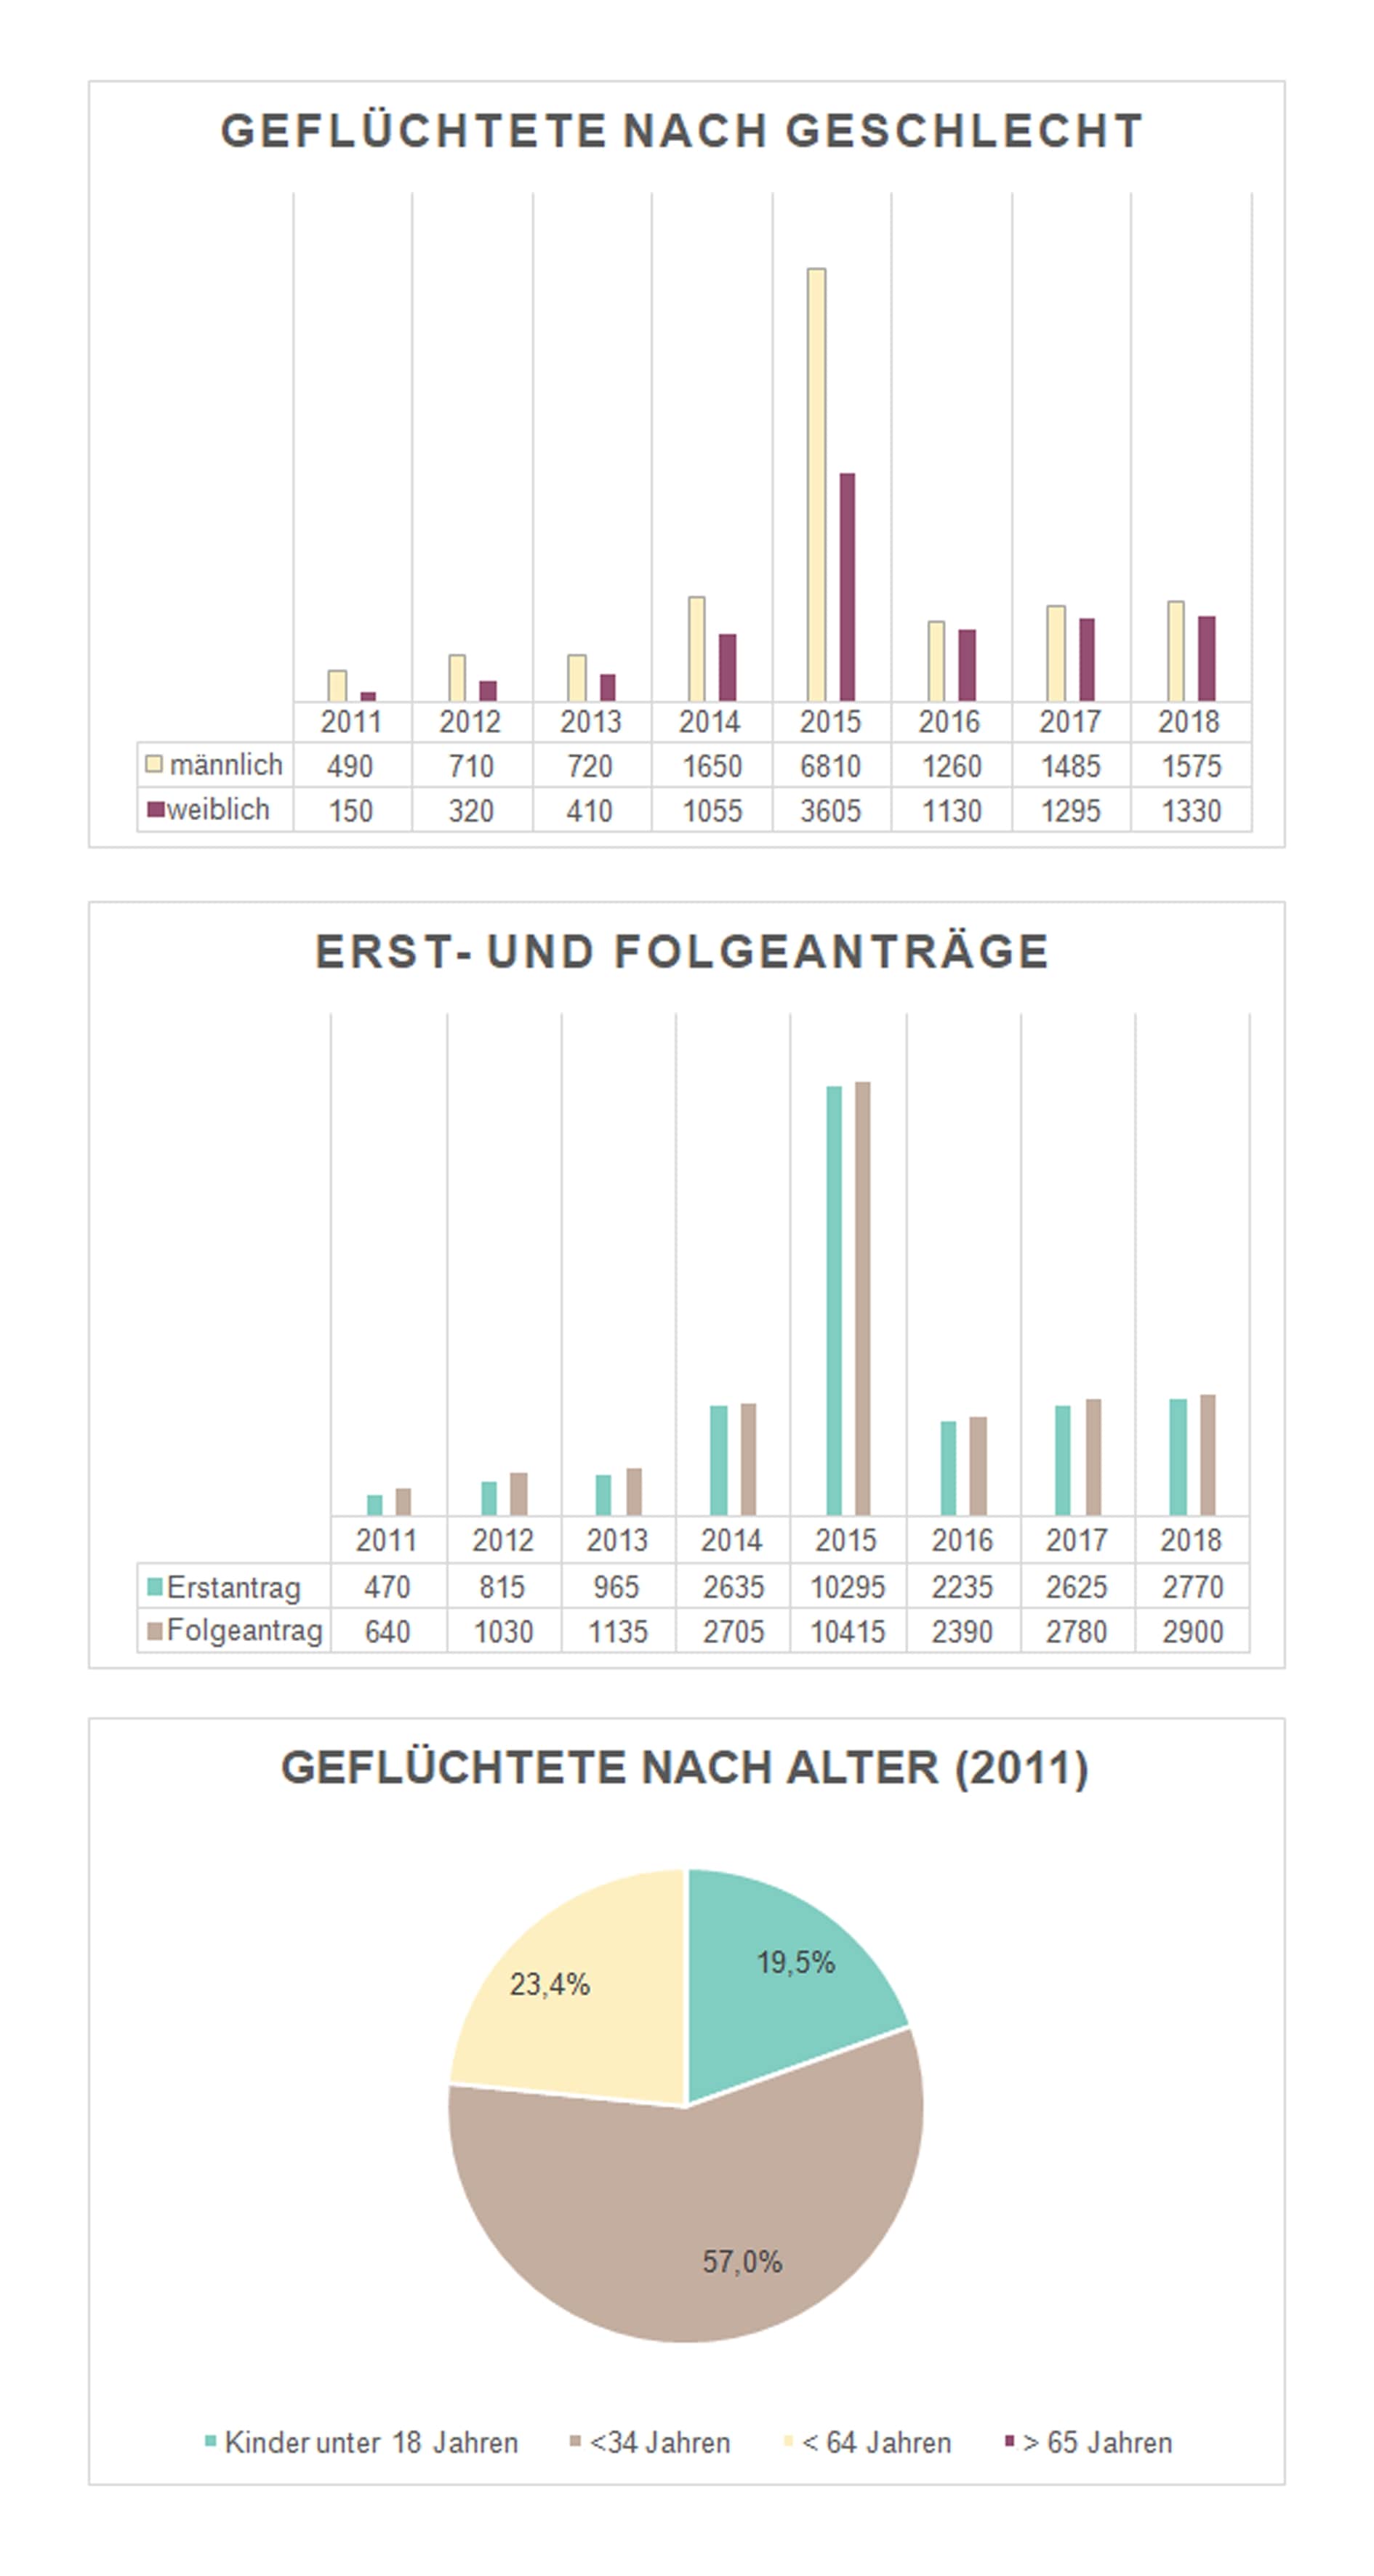 GEFLÜCHTETE NACH GESCHLECHT
2011 2012 2013 2014 2015 2016 2017 2018
männlich 490 710 720 1650 6810 1260 1485 1575
weiblich 150 320 410 1055 3605 1130 1295 1330
ERST- UND FOLGEANTRÄGE
2011 2012 2013 2014 2015 2016 2017 2018
Erstantrag 470 815 965 2635 10295 2235 2625 2770
Folgeantrag 640 1030 1135 2705 10415 2390 2780 2900
GEFLÜCHTETE NACH ALTER (2011)
19,5%
23,4%
57,0%
Kinder unter 18 Jahren <34 Jahren < 64 Jahren > 65 Jahren